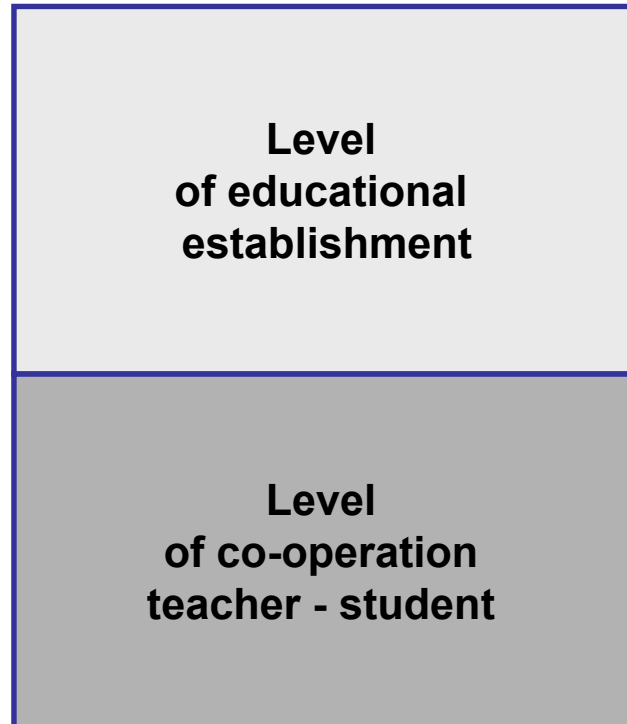 Level
of educational
establishment
Level
of co-operation
teacher - student